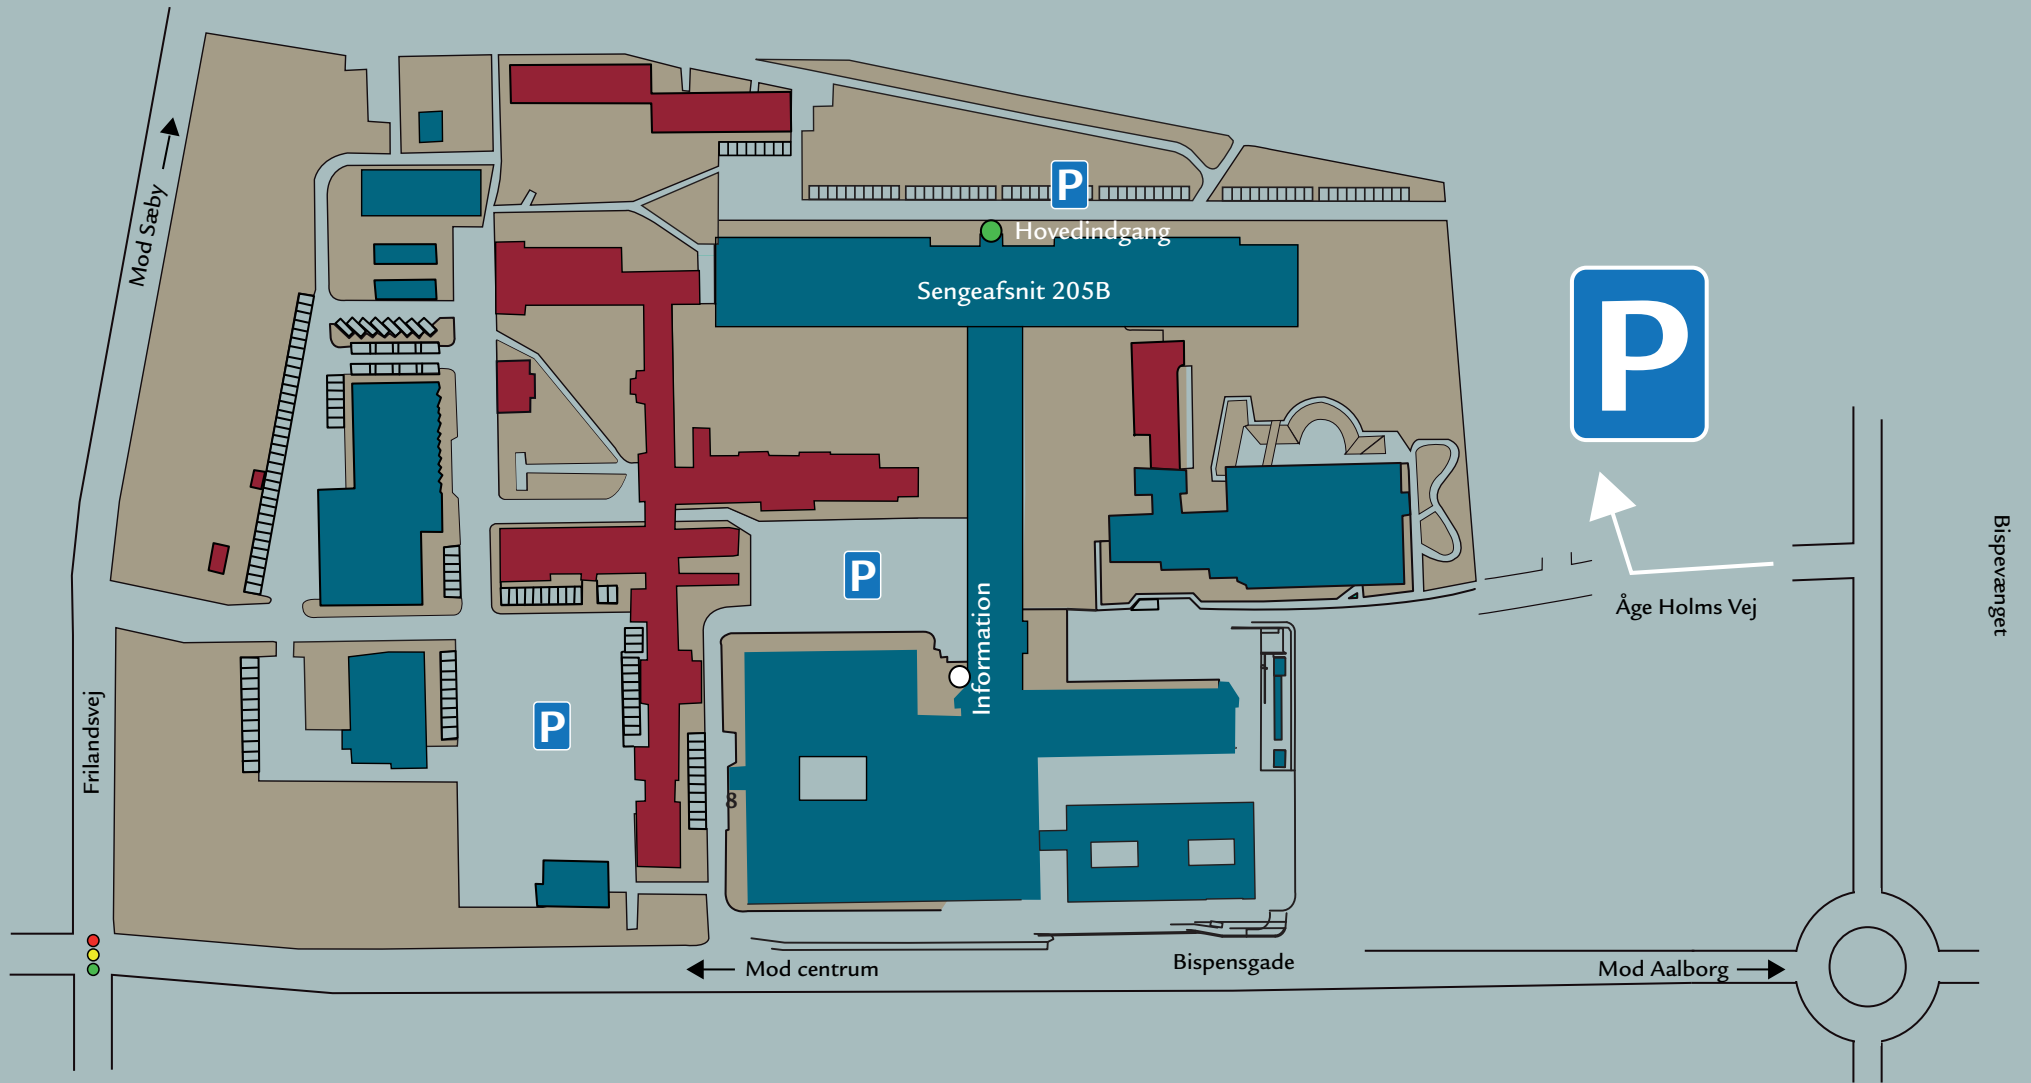 Mod Sæby
P
Hovedindgang
Sengeafsnit 205B
P
P
Information
P
Åge Holms Vej
Bispevænget
Frilandsvej
8
Mod centrum
Bispensgade
Mod Aalborg